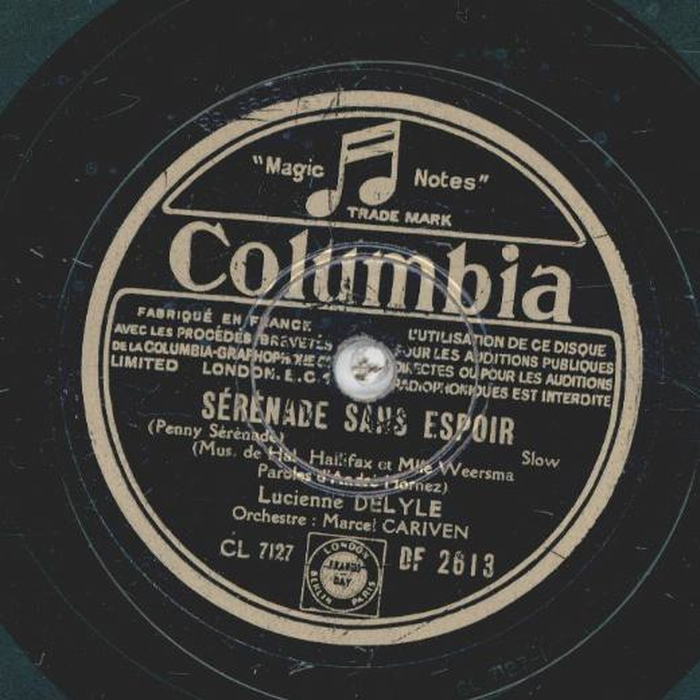 "Magic Notes"
TRADE MARK
Columbia
FABRIQUÉ EN FRANCE
AVEC LES PROCÉDÉS BREVETÉS
DE LA COLUMBIA-GRAPHOPHONE C°
LIMITED LONDON. E.C.
L'UTILISATION DE CE DISQUE
POUR LES AUDITIONS PUBLIQUES
DIRECTES OU POUR LES AUDITIONS
RADIOPHONIQUES EST INTERDITE
SÉRÉNADE SANS ESPOIR
(Penny Sérénade)
Slow
(Mus. de Hal. Halifax et Mlle Weersma
Paroles d'André Hornez)
Lucienne DELYLE
Orchestre : Marcel CARIVEN
CL 7127
DF 2613
LONDON
BERLIN PARIS